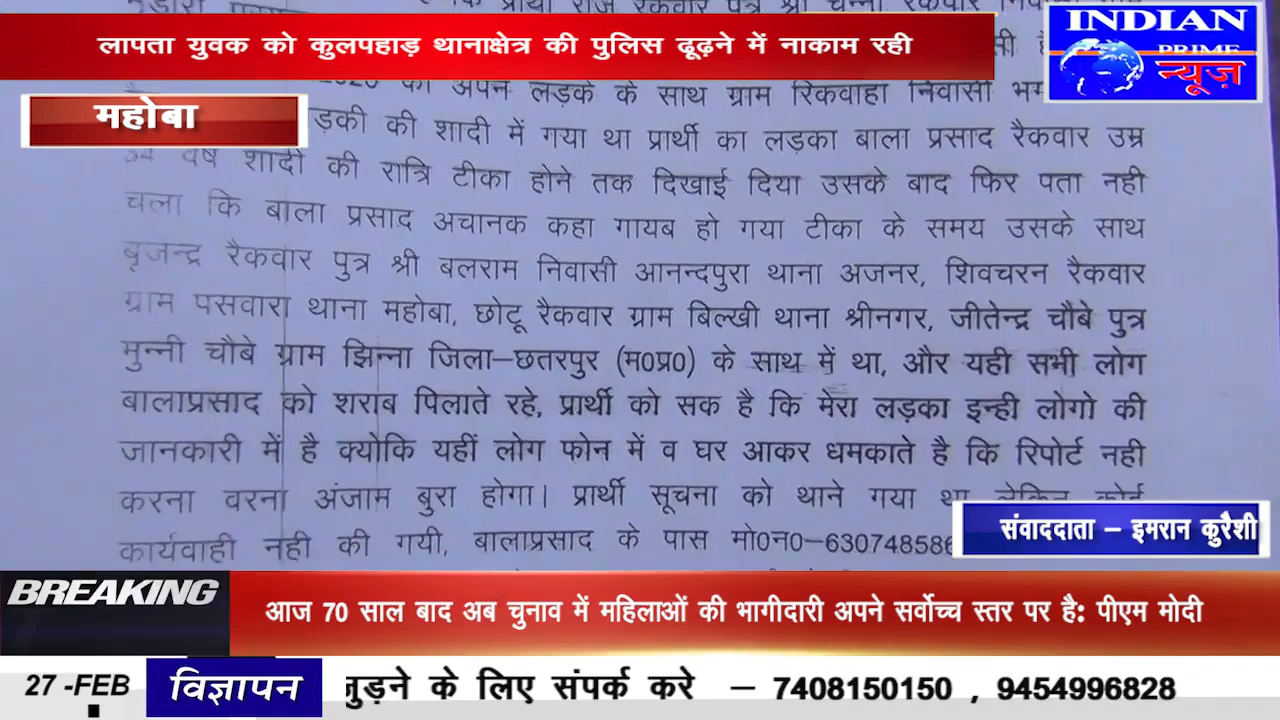 लापता युवक को कुलपहाड़ थानाक्षेत्र की पुलिस ढूढ़ने में नाकाम रही
INDIAN
PRIME
न्यूज़
महोबा
को अपने लड़के के साथ ग्राम रिकवाहा निवासी
की शादी में गया था प्रार्थी का लड़का बाला प्रसाद रैकवार उम्र
वर्ष शादी की रात्रि टीका होने तक दिखाई दिया उसके बाद फिर पता नही
चला कि बाला प्रसाद अचानक कहा गायब हो गया टीका के समय उसके साथ
बृजन्द्र रैकवार पुत्र श्री बलराम निवासी आनन्दपुरा थाना अजनर, शिवचरन रैकवार
ग्राम पसवारा थाना महोबा, छोटू रैकवार ग्राम बिल्खी थाना श्रीनगर, जीतेन्द्र चौबे पुत्र
मुन्नी चौबे ग्राम झिन्ना जिला–छतरपुर (म0प्र0) के साथ में था, और यही सभी लोग
बालाप्रसाद को शराब पिलाते रहे, प्रार्थी को सक है कि मेरा लड़का इन्ही लोगो की
जानकारी में है क्योकि यहीं लोग फोन में व घर आकर धमकाते है कि रिपोर्ट नही
करना वरना अंजाम बुरा होगा। प्रार्थी सूचना को थाने गया था लेकिन कोई
कार्यवाही नही की गयी, बालाप्रसाद के पास मो0न0–630748586
संवाददाता – इमरान कुरैशी
BREAKING
आज 70 साल बाद अब चुनाव में महिलाओं की भागीदारी अपने सर्वोच्च स्तर पर है: पीएम मोदी
27 -FEB विज्ञापन जुड़ने के लिए संपर्क करे – 7408150150 , 9454996828